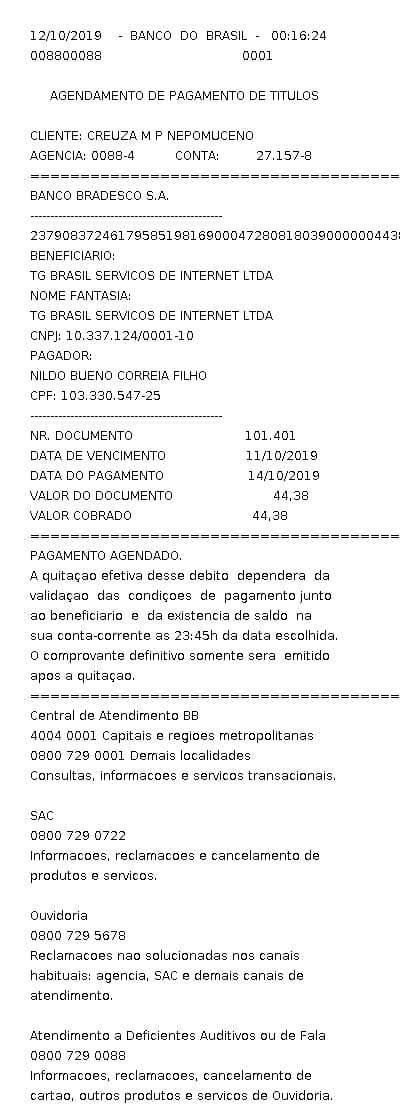 12/10/2019 - BANCO DO BRASIL - 00:16:24
008800088 0001
AGENDAMENTO DE PAGAMENTO DE TITULOS
CLIENTE: CREUZA M P NEPOMUCENO
AGENCIA: 0088-4 CONTA: 27.157-8
=====================================
BANCO BRADESCO S.A.
------------------------------------------------
2379083724617958519816900047280818039000000443
BENEFICIARIO:
TG BRASIL SERVICOS DE INTERNET LTDA
NOME FANTASIA:
TG BRASIL SERVICOS DE INTERNET LTDA
CNPJ: 10.337.124/0001-10
PAGADOR:
NILDO BUENO CORREIA FILHO
CPF: 103.330.547-25
------------------------------------------------
NR. DOCUMENTO 101.401
DATA DE VENCIMENTO 11/10/2019
DATA DO PAGAMENTO 14/10/2019
VALOR DO DOCUMENTO 44,38
VALOR COBRADO 44,38
=====================================
PAGAMENTO AGENDADO.
A quitaçao efetiva desse debito dependera da
validaçao das condiçoes de pagamento junto
ao beneficiario e da existencia de saldo na
sua conta-corrente as 23:45h da data escolhida.
O comprovante definitivo somente sera emitido
apos a quitaçao.
=====================================
Central de Atendimento BB
4004 0001 Capitais e regioes metropolitanas
0800 729 0001 Demais localidades
Consultas, informacoes e servicos transacionais.
SAC
0800 729 0722
Informacoes, reclamacoes e cancelamento de
produtos e servicos.
Ouvidoria
0800 729 5678
Reclamacoes nao solucionadas nos canais
habituais: agencia, SAC e demais canais de
atendimento.
Atendimento a Deficientes Auditivos ou de Fala
0800 729 0088
Informacoes, reclamacoes, cancelamento de
cartao, outros produtos e servicos de Ouvidoria.